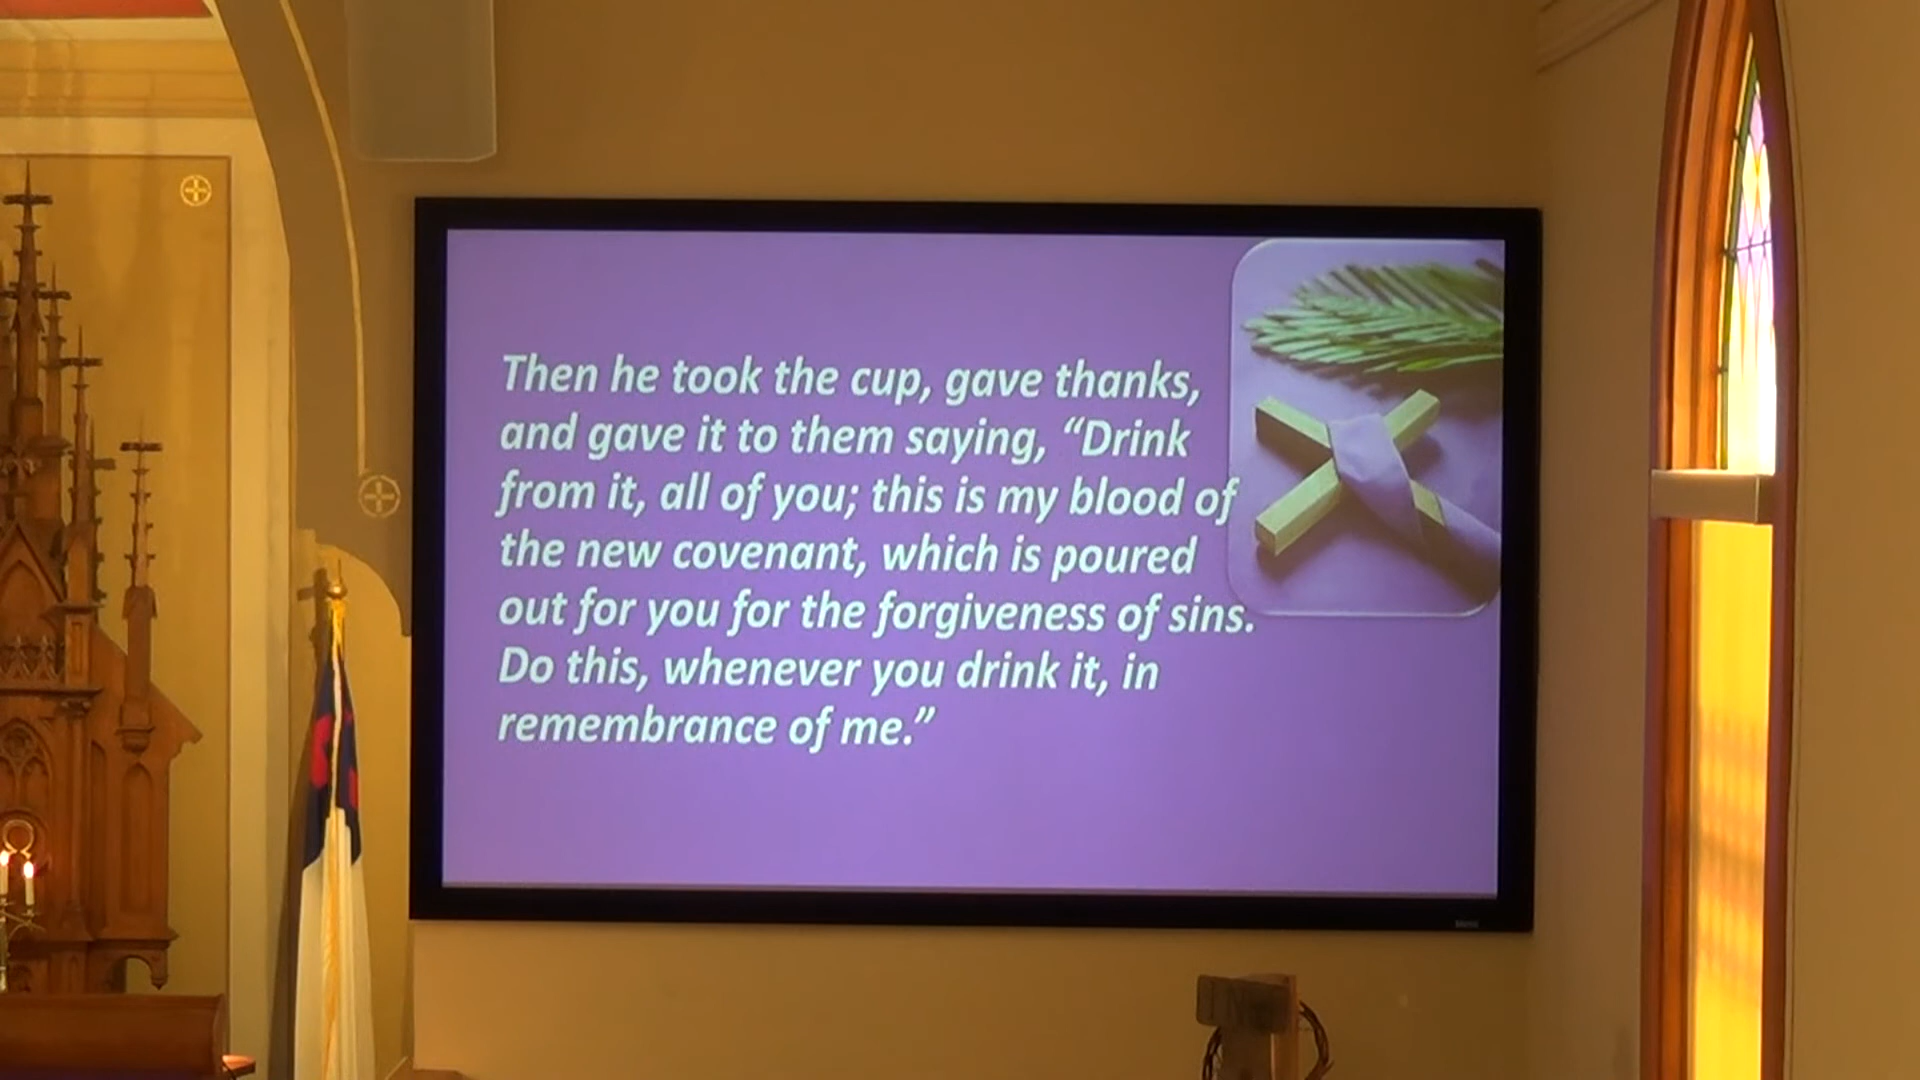 Then he took the cup, gave thanks,
and gave it to them saying, “Drink
from it, all of you; this is my blood of
the new covenant, which is poured
out for you for the forgiveness of sins.
Do this, whenever you drink it, in
remembrance of me.”